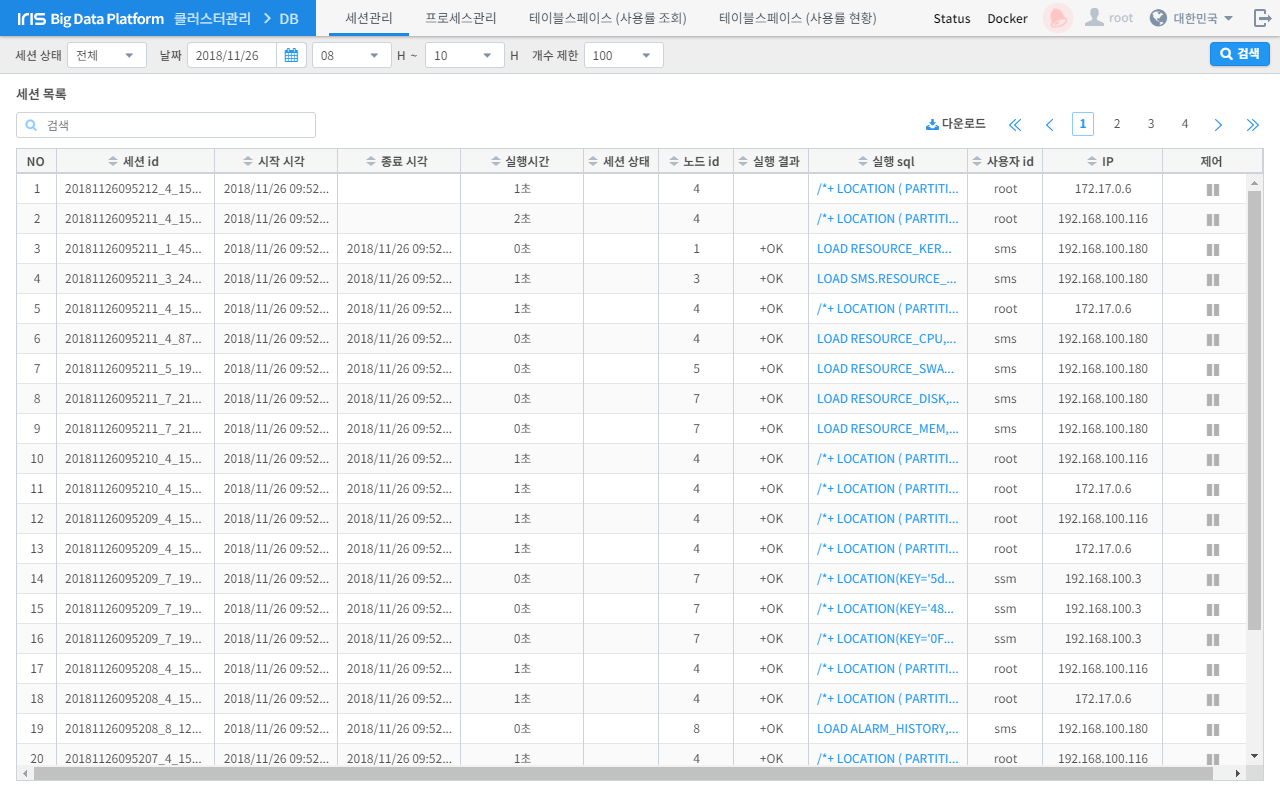 IRIS Big Data Platform 클러스터관리 > DB 세션관리 프로세스관리 테이블스페이스 (사용률 조회) 테이블스페이스 (사용률 현황) Status Docker root 대한민국
세션 상태 전체 날짜 2018/11/26 08 H ~ 10 H 개수 제한 100 검색
세션 목록
검색 다운로드 1 2 3 4
NO 세션 id 시작 시각 종료 시각 실행시간 세션 상태 노드 id 실행 결과 실행 sql 사용자 id IP 제어
1 20181126095212_4_15... 2018/11/26 09:52... 1초 4 /*+ LOCATION ( PARTITI... root 172.17.0.6
2 20181126095211_4_15... 2018/11/26 09:52... 2초 4 /*+ LOCATION ( PARTITI... root 192.168.100.116
3 20181126095211_1_45... 2018/11/26 09:52... 2018/11/26 09:52... 0초 1 +OK LOAD RESOURCE_KER... sms 192.168.100.180
4 20181126095211_3_24... 2018/11/26 09:52... 2018/11/26 09:52... 1초 3 +OK LOAD SMS.RESOURCE_... sms 192.168.100.180
5 20181126095211_4_15... 2018/11/26 09:52... 2018/11/26 09:52... 1초 4 +OK /*+ LOCATION ( PARTITI... root 172.17.0.6
6 20181126095211_4_87... 2018/11/26 09:52... 2018/11/26 09:52... 0초 4 +OK LOAD RESOURCE_CPU,... sms 192.168.100.180
7 20181126095211_5_19... 2018/11/26 09:52... 2018/11/26 09:52... 0초 5 +OK LOAD RESOURCE_SWA... sms 192.168.100.180
8 20181126095211_7_21... 2018/11/26 09:52... 2018/11/26 09:52... 0초 7 +OK LOAD RESOURCE_DISK,... sms 192.168.100.180
9 20181126095211_7_21... 2018/11/26 09:52... 2018/11/26 09:52... 0초 7 +OK LOAD RESOURCE_MEM,... sms 192.168.100.180
10 20181126095210_4_15... 2018/11/26 09:52... 2018/11/26 09:52... 1초 4 +OK /*+ LOCATION ( PARTITI... root 192.168.100.116
11 20181126095210_4_15... 2018/11/26 09:52... 2018/11/26 09:52... 1초 4 +OK /*+ LOCATION ( PARTITI... root 172.17.0.6
12 20181126095209_4_15... 2018/11/26 09:52... 2018/11/26 09:52... 1초 4 +OK /*+ LOCATION ( PARTITI... root 192.168.100.116
13 20181126095209_4_15... 2018/11/26 09:52... 2018/11/26 09:52... 1초 4 +OK /*+ LOCATION ( PARTITI... root 172.17.0.6
14 20181126095209_7_19... 2018/11/26 09:52... 2018/11/26 09:52... 0초 7 +OK /*+ LOCATION(KEY='5d... ssm 192.168.100.3
15 20181126095209_7_19... 2018/11/26 09:52... 2018/11/26 09:52... 0초 7 +OK /*+ LOCATION(KEY='48... ssm 192.168.100.3
16 20181126095209_7_19... 2018/11/26 09:52... 2018/11/26 09:52... 0초 7 +OK /*+ LOCATION(KEY='0F... ssm 192.168.100.3
17 20181126095208_4_15... 2018/11/26 09:52... 2018/11/26 09:52... 1초 4 +OK /*+ LOCATION ( PARTITI... root 192.168.100.116
18 20181126095208_4_15... 2018/11/26 09:52... 2018/11/26 09:52... 1초 4 +OK /*+ LOCATION ( PARTITI... root 172.17.0.6
19 20181126095208_8_12... 2018/11/26 09:52... 2018/11/26 09:52... 0초 8 +OK LOAD ALARM_HISTORY,... sms 192.168.100.180
20 20181126095207_4_15... 2018/11/26 09:52... 2018/11/26 09:52... 1초 4 +OK /*+ LOCATION ( PARTITI... root 192.168.100.116